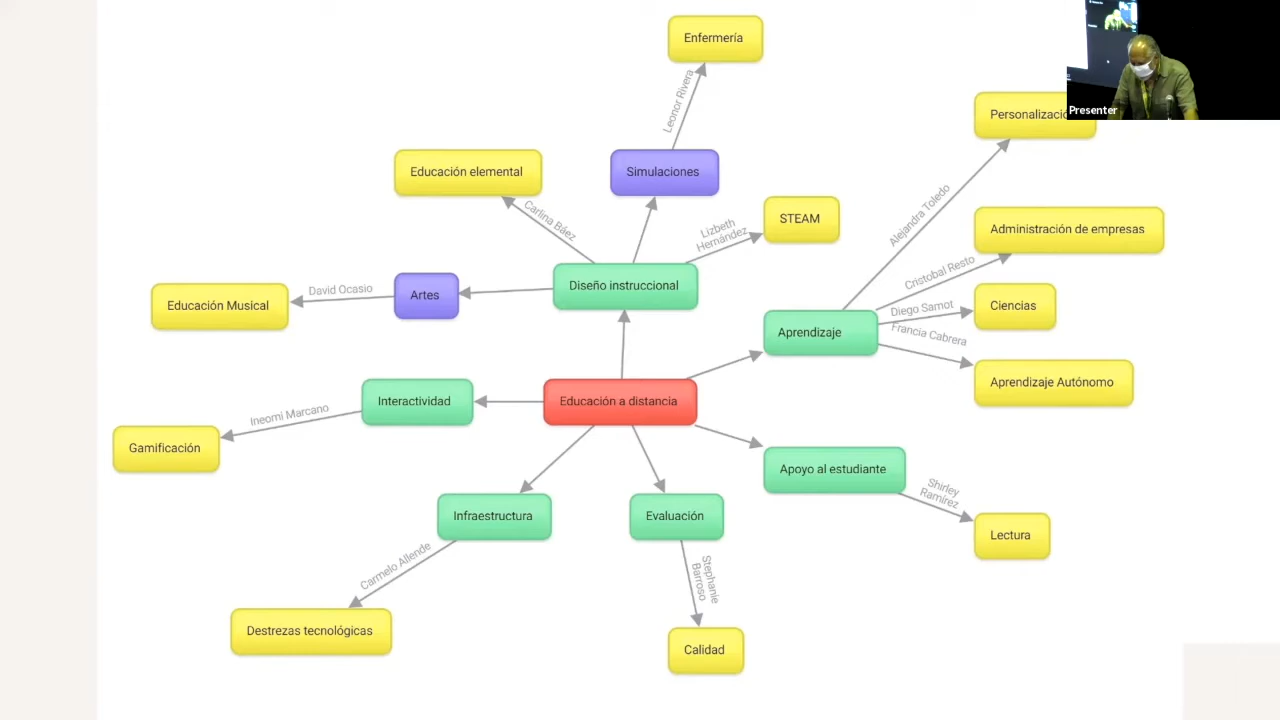 Enfermería
Leonor Rivera
Presenter
Personalizació
Educación elemental
Simulaciones
Carlina Báez
Lizbeth
Hernández
STEAM
Alejandra Toledo
Administración de empresas
Cristobal Resto
Diseño instruccional
David Ocasio
Artes
Educación Musical
Diego Samot
Ciencias
Francia Cabrera
Aprendizaje
Aprendizaje Autónomo
Interactividad
Educación a distancia
Ineomi Marcano
Gamificación
Apoyo al estudiante
Shirley
Ramírez
Infraestructura
Evaluación
Lectura
Carmelo Allende
Stephanie
Barroso
Destrezas tecnológicas
Calidad